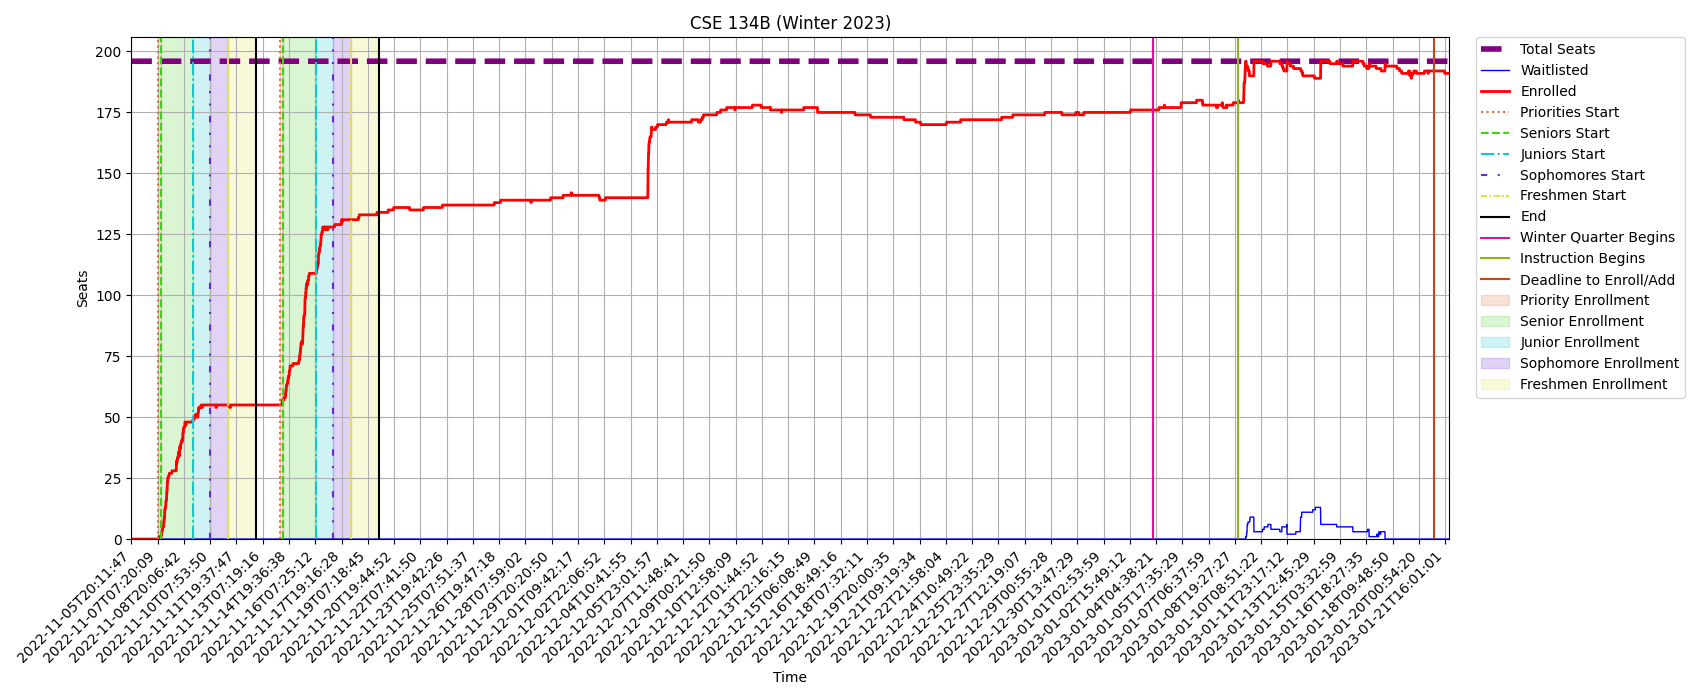 CSE 134B (Winter 2023)
Seats
200
175
150
125
100
75
50
25
0
2022-11-05T20:11:47
2022-11-07T07:20:09
2022-11-08T20:06:42
2022-11-10T07:53:50
2022-11-11T19:37:47
2022-11-13T07:19:16
2022-11-14T19:36:38
2022-11-16T07:25:12
2022-11-17T19:16:28
2022-11-19T07:18:45
2022-11-20T19:44:52
2022-11-22T07:41:50
2022-11-23T19:42:26
2022-11-26T19:47:18
2022-11-28T07:59:02
2022-11-29T20:20:50
2022-12-01T09:42:17
2022-12-02T22:06:52
2022-12-04T10:41:55
2022-12-05T23:01:57
2022-12-07T11:48:41
2022-12-09T00:21:50
2022-12-10T12:58:09
2022-12-12T01:44:52
2022-12-13T22:16:15
2022-12-15T06:08:49
2022-12-16T18:49:16
2022-12-18T07:32:11
2022-12-19T20:00:35
2022-12-21T09:19:34
2022-12-22T21:58:04
2022-12-24T10:49:22
2022-12-25T23:35:29
2022-12-27T12:19:07
2022-12-29T00:55:28
2022-12-30T13:47:29
2023-01-01T02:53:59
2023-01-02T15:49:12
2023-01-04T04:38:21
2023-01-05T17:35:29
2023-01-07T06:37:59
2023-01-08T19:27:27
2023-01-10T08:51:22
2023-01-11T23:17:12
2023-01-13T12:45:29
2023-01-15T03:32:59
2023-01-16T18:27:35
2023-01-18T09:48:50
2023-01-20T00:54:20
2023-01-21T16:01:01
Time
Total Seats
Waitlisted
Enrolled
Priorities Start
Seniors Start
Juniors Start
Sophomores Start
Freshmen Start
End
Winter Quarter Begins
Instruction Begins
Deadline to Enroll/Add
Priority Enrollment
Senior Enrollment
Junior Enrollment
Sophomore Enrollment
Freshmen Enrollment